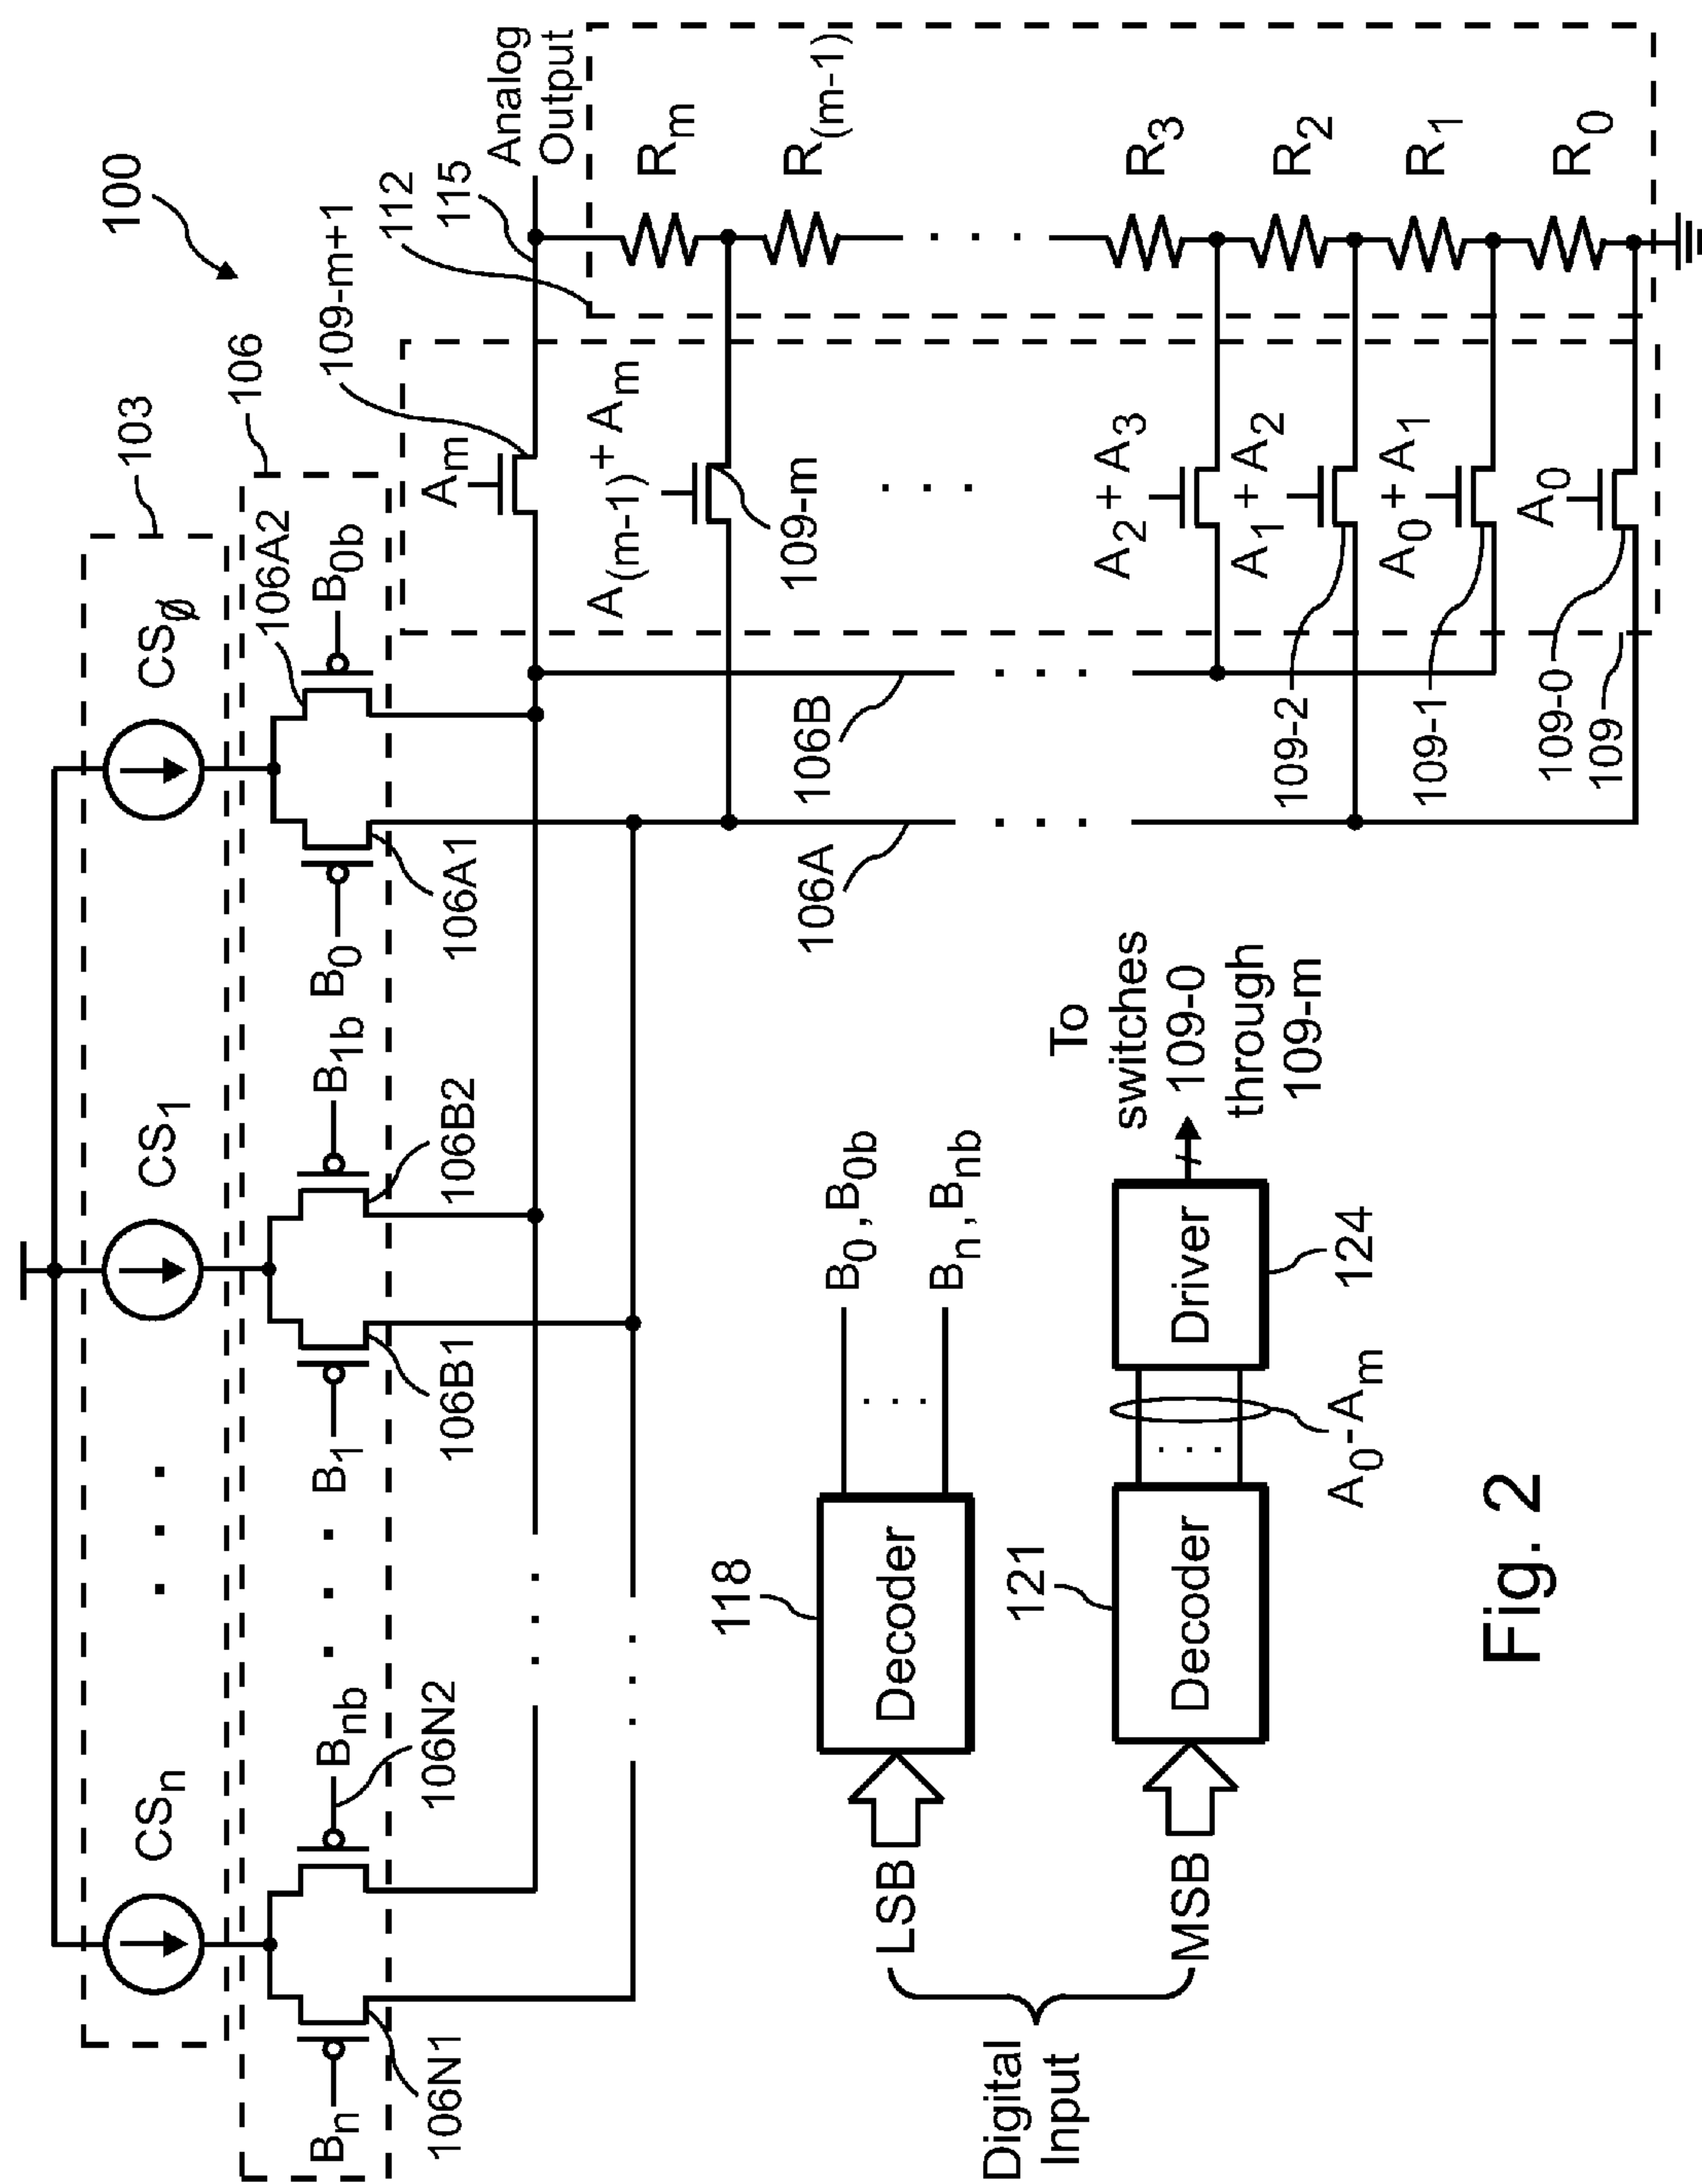 100
CSn
CS1
CSø
103
106
Bn
Bnb
B1
B1b
B0
B0b
106N1
106N2
106B1
106B2
106A1
106A2
109-m+1
112
115
Analog
Output
Am
A(m-1)+Am
109-m
A2+A3
A1+A2
A0+A1
A0
Rm
R(m-1)
R3
R2
R1
R0
106A
106B
109-2
109-1
109-0
109
Digital
Input
LSB
MSB
118
Decoder
B0,B0b
Bn,Bnb
121
Decoder
A0-Am
Driver
124
To
switches
109-0
through
109-m
Fig. 2